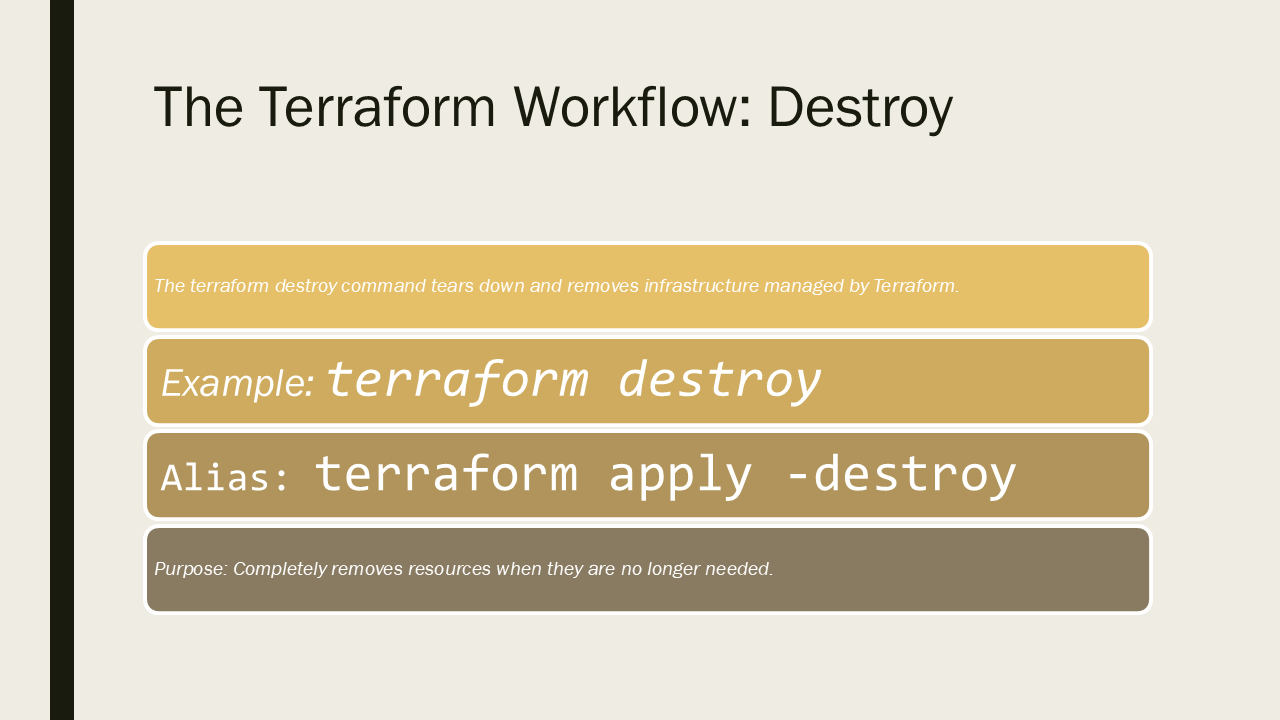 The Terraform Workflow: Destroy
The terraform destroy command tears down and removes infrastructure managed by Terraform.
Example: terraform destroy
Alias: terraform apply -destroy
Purpose: Completely removes resources when they are no longer needed.